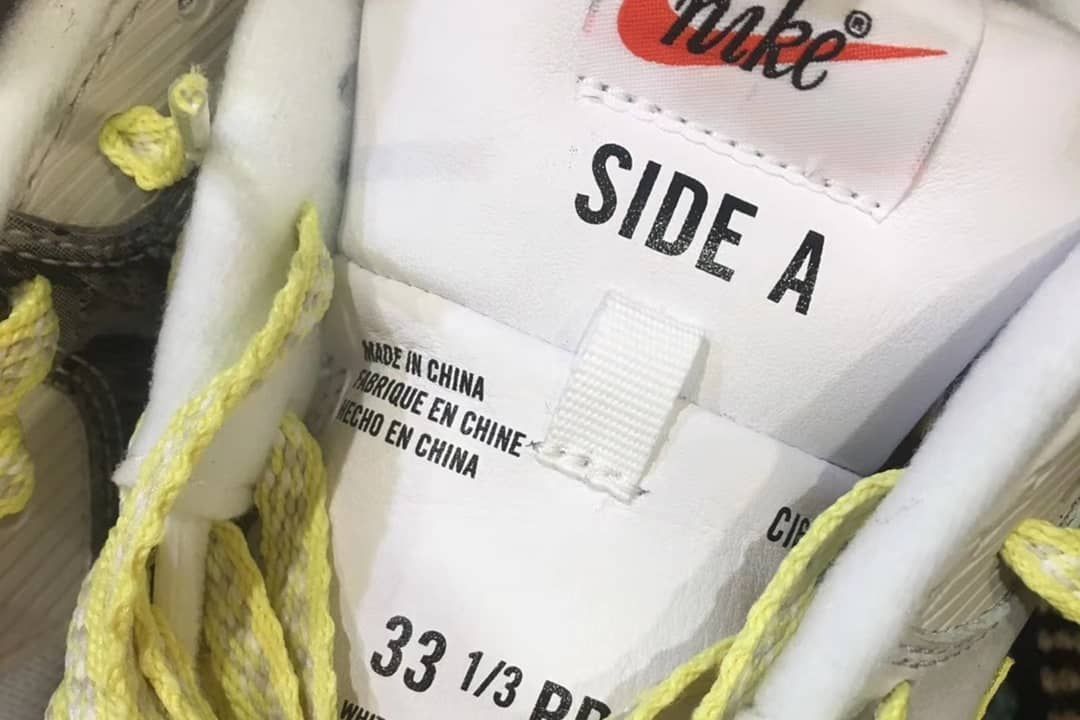 nike®
SIDE A
MADE IN CHINA
FABRIQUE EN CHINE
HECHO EN CHINA
33 1/3